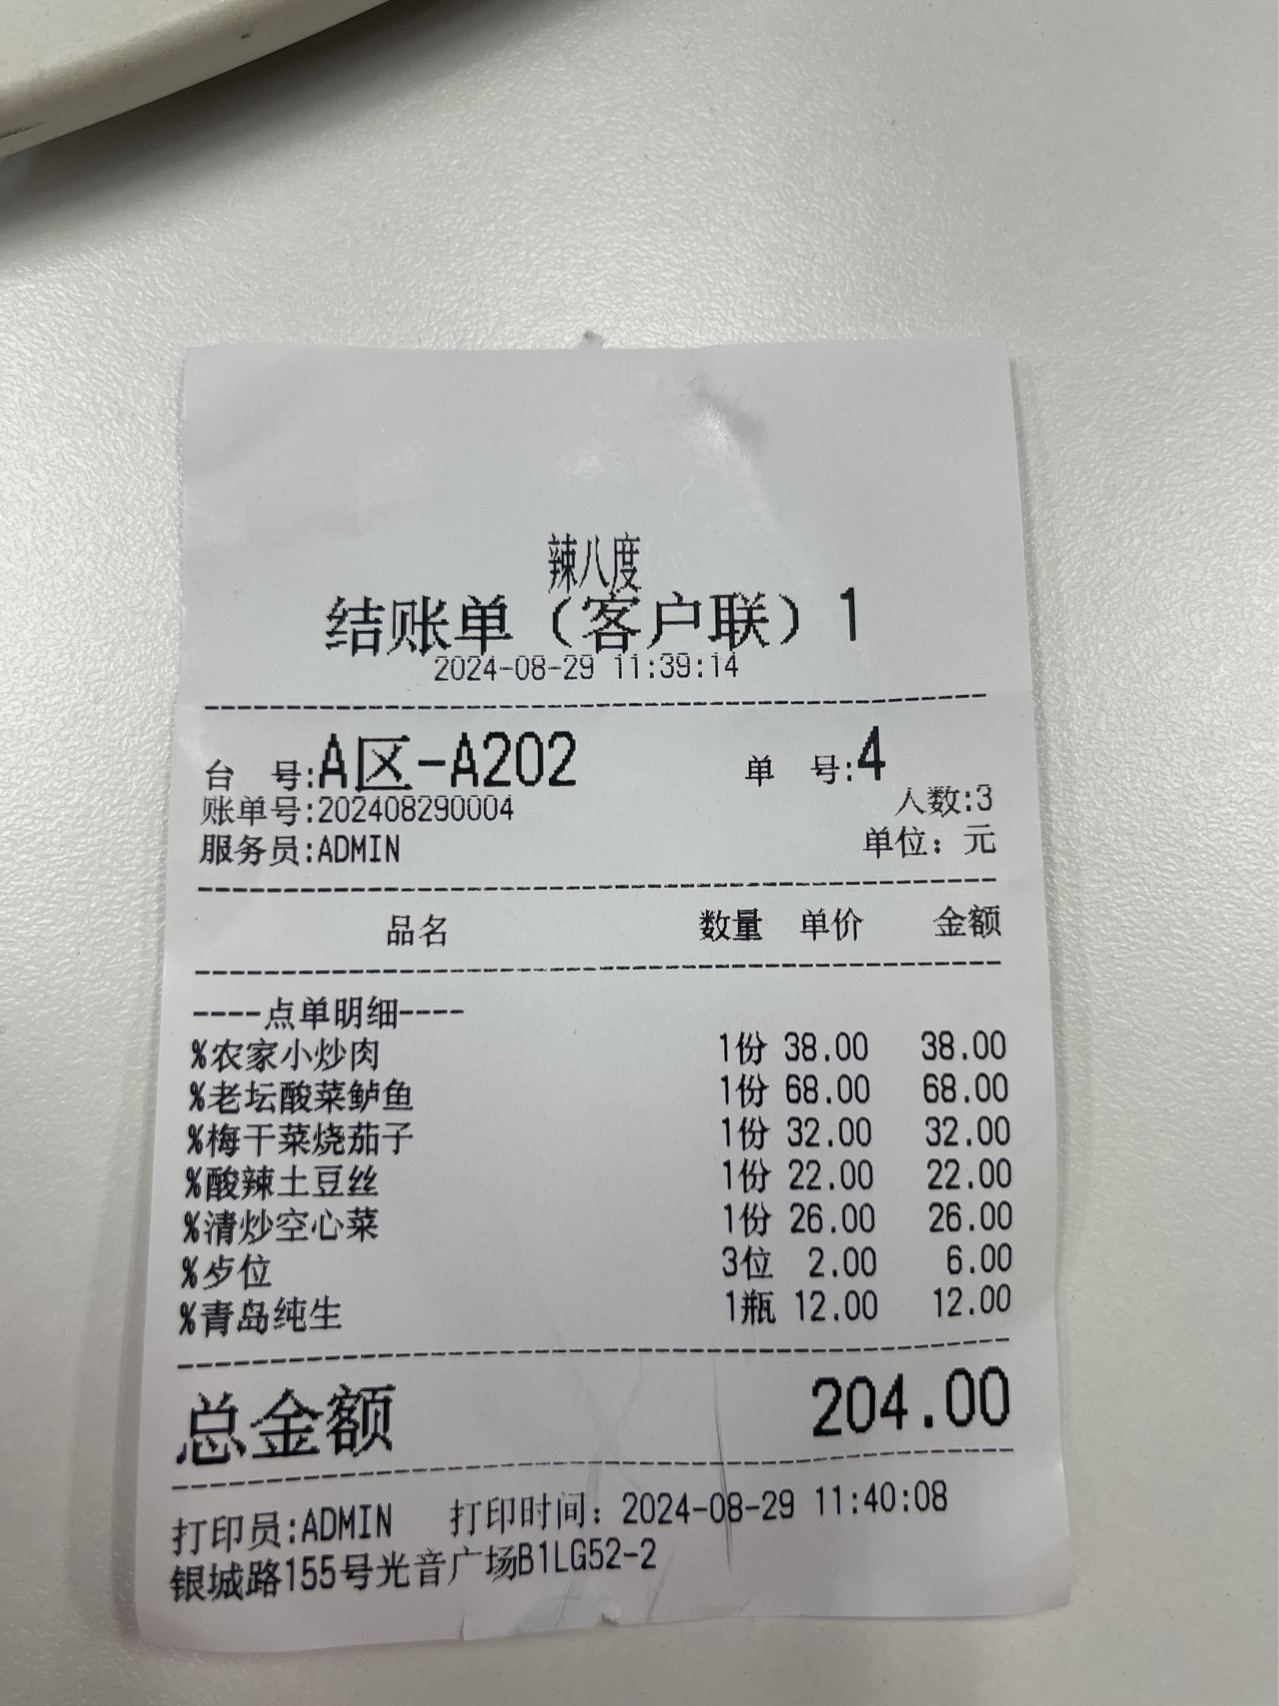 辣八度
结账单（客户联）1
2024-08-29 11:39:14
台 号:A区-A202 单 号:4
账单号:202408290004 人数:3
服务员:ADMIN 单位：元
品名 数量 单价 金额
----点单明细----
%农家小炒肉 1份 38.00 38.00
%老坛酸菜鲈鱼 1份 68.00 68.00
%梅干菜烧茄子 1份 32.00 32.00
%酸辣土豆丝 1份 22.00 22.00
%清炒空心菜 1份 26.00 26.00
%歺位 3位 2.00 6.00
%青岛纯生 1瓶 12.00 12.00
总金额 204.00
打印员:ADMIN 打印时间：2024-08-29 11:40:08
银城路155号光音广场B1LG52-2